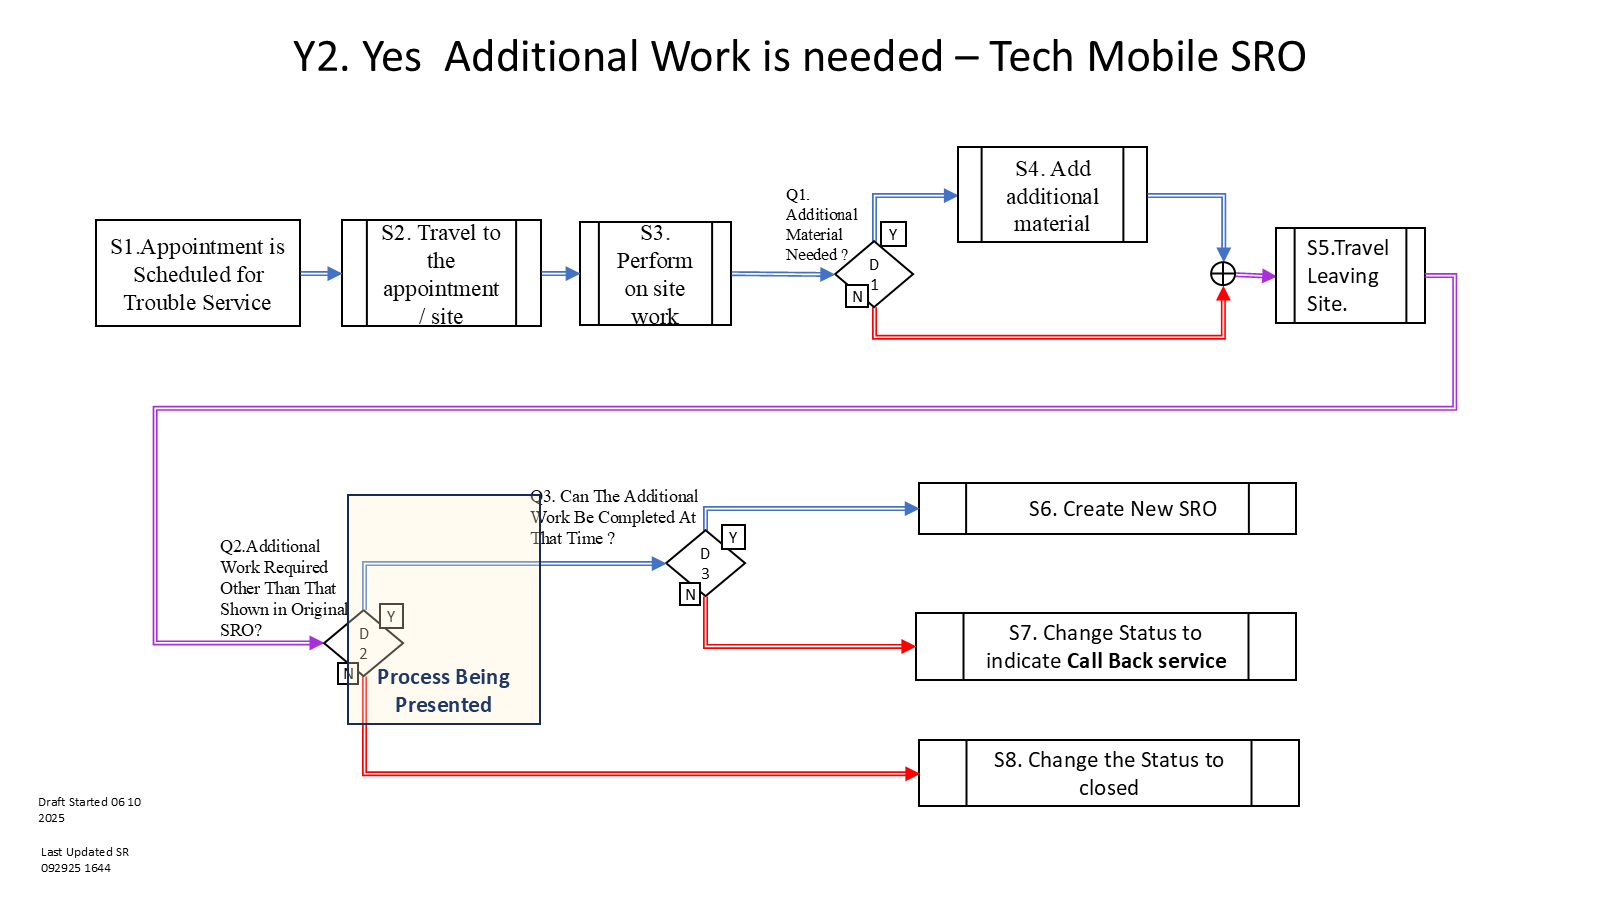 Y2. Yes  Additional Work is needed – Tech Mobile SRO
S1.Appointment is
Scheduled for
Trouble Service
S2. Travel to
the
appointment
/ site
S3.
Perform
on site
work
Q1.
Additional
Material
Needed ?
D
1
Y
N
S4. Add
additional
material
S5.Travel
Leaving
Site.
Q2.Additional
Work Required
Other Than That
Shown in Original
SRO?
D
2
Y
N
Process Being
Presented
Q3. Can The Additional
Work Be Completed At
That Time ?
D
3
Y
N
S6. Create New SRO
S7. Change Status to
indicate Call Back service
S8. Change the Status to
closed
Draft Started 06 10
2025
Last Updated SR
092925 1644